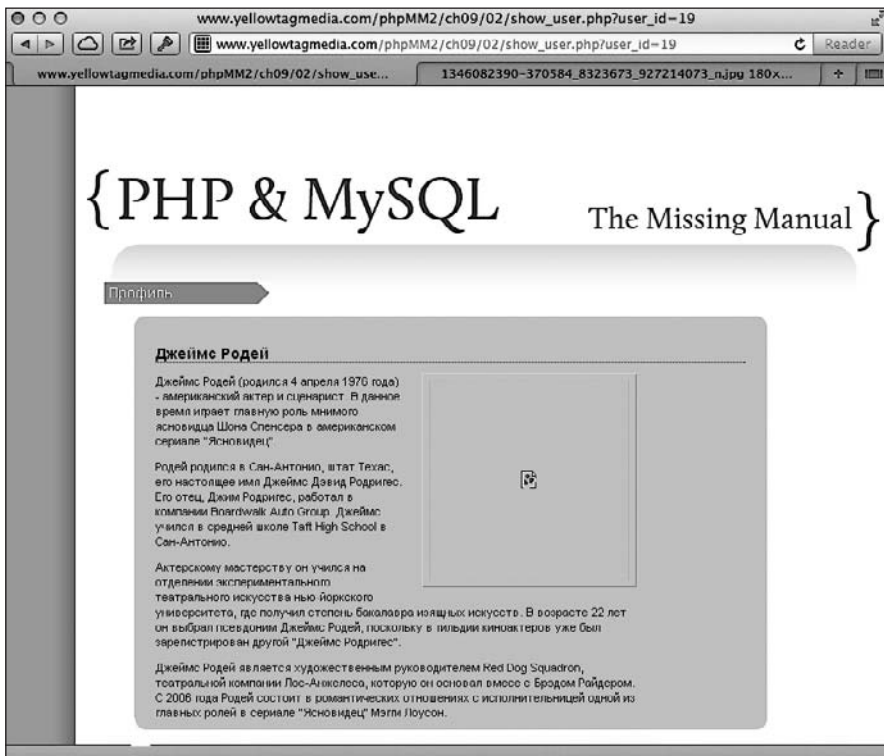 www.yellowtagmedia.com/phpMM2/ch09/02/show_user.php?user_id=19
www.yellowtagmedia.com/phpMM2/ch09/02/show_user.php?user_id=19
Reader
www.yellowtagmedia.com/phpMM2/ch09/02/show_use...
1346082390-370584_8323673_927214073_n.jpg 180x...
{PHP & MySQL
The Missing Manual}
Профиль
Джеймс Родей
Джеймс Родей (родился 4 апреля 1976 года)
- американский актер и сценарист. В данное
время играет главную роль мнимого
ясновидца Шона Спенсера в американском
сериале "Ясновидец"
Родей родился в Сан-Антонио, штат Техас,
его настоящее имя Джеймс Дэвид Родригес.
Его отец, Джим Родригес, работал в
компании Boardwalk Auto Group. Джеймс
учился в средней школе Taft High School в
Сан-Антонио.
Актерскому мастерству он учился на
отделении экспериментального
театрального искусства нью-йоркского
университета, где получил степень бакалавра изящных искусств. В возрасте 22 лет
он выбрал псевдоним Джеймс Родей, поскольку в гильдии киноактеров уже был
зарегистрирован другой "Джеймс Родригес".
Джеймс Родей является художественным руководителем Red Dog Squadron,
театральной компании Лос-Анжелеса, которую он основал вместе с Брэдом Райдером.
С 2006 года Родей состоит в романтических отношениях с исполнительницей одной из
главных ролей в сериале "Ясновидец" Мэгги Лоусон.